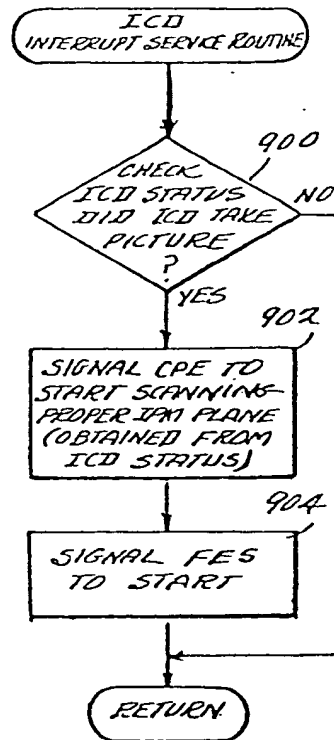 ICD
INTERRUPT SERVICE ROUTINE
900
CHECK
ICD STATUS
DID ICD TAKE
PICTURE
?
NO
YES
902
SIGNAL CPE TO
START SCANNING
PROPER IPM PLANE
(OBTAINED FROM
ICD STATUS)
904
SIGNAL FES
TO START
RETURN